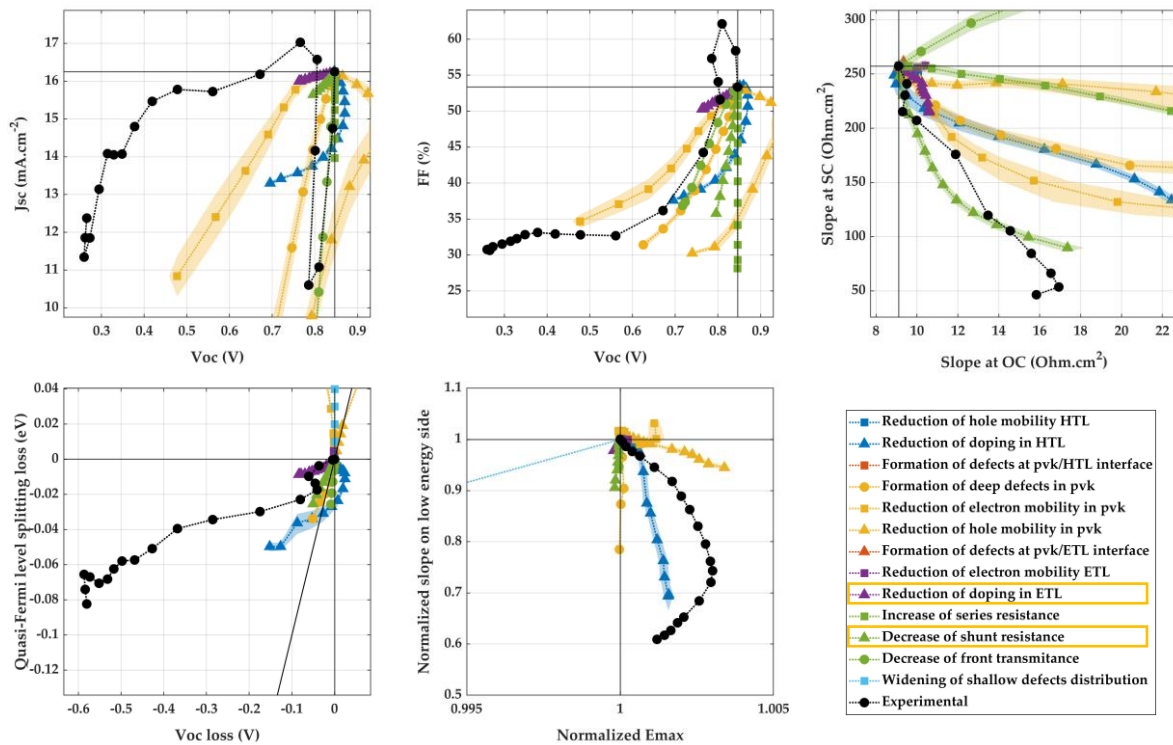 17
16
15
14
13
12
11
10
Jsc (mA.cm-2)
0.3 0.4 0.5 0.6 0.7 0.8 0.9
Voc (V)
60
55
50
45
40
35
30
25
FF (%)
0.3 0.4 0.5 0.6 0.7 0.8 0.9
Voc (V)
300
250
200
150
100
50
Slope at SC (Ohm.cm2)
8 10 12 14 16 18 20 22
Slope at OC (Ohm.cm2)
0.04
0.02
0
-0.02
-0.04
-0.06
-0.08
-0.1
-0.12
Quasi-Fermi level splitting loss (eV)
-0.6 -0.5 -0.4 -0.3 -0.2 -0.1 0
Voc loss (V)
1.1
1
0.9
0.8
0.7
0.6
0.5
Normalized slope on low energy side
0.995 1 1.005
Normalized Emax
Reduction of hole mobility HTL
Reduction of doping in HTL
Formation of defects at pvk/HTL interface
Formation of deep defects in pvk
Reduction of electron mobility in pvk
Reduction of hole mobility in pvk
Formation of defects at pvk/ETL interface
Reduction of electron mobility ETL
Reduction of doping in ETL
Increase of series resistance
Decrease of shunt resistance
Decrease of front transmitance
Widening of shallow defects distribution
Experimental